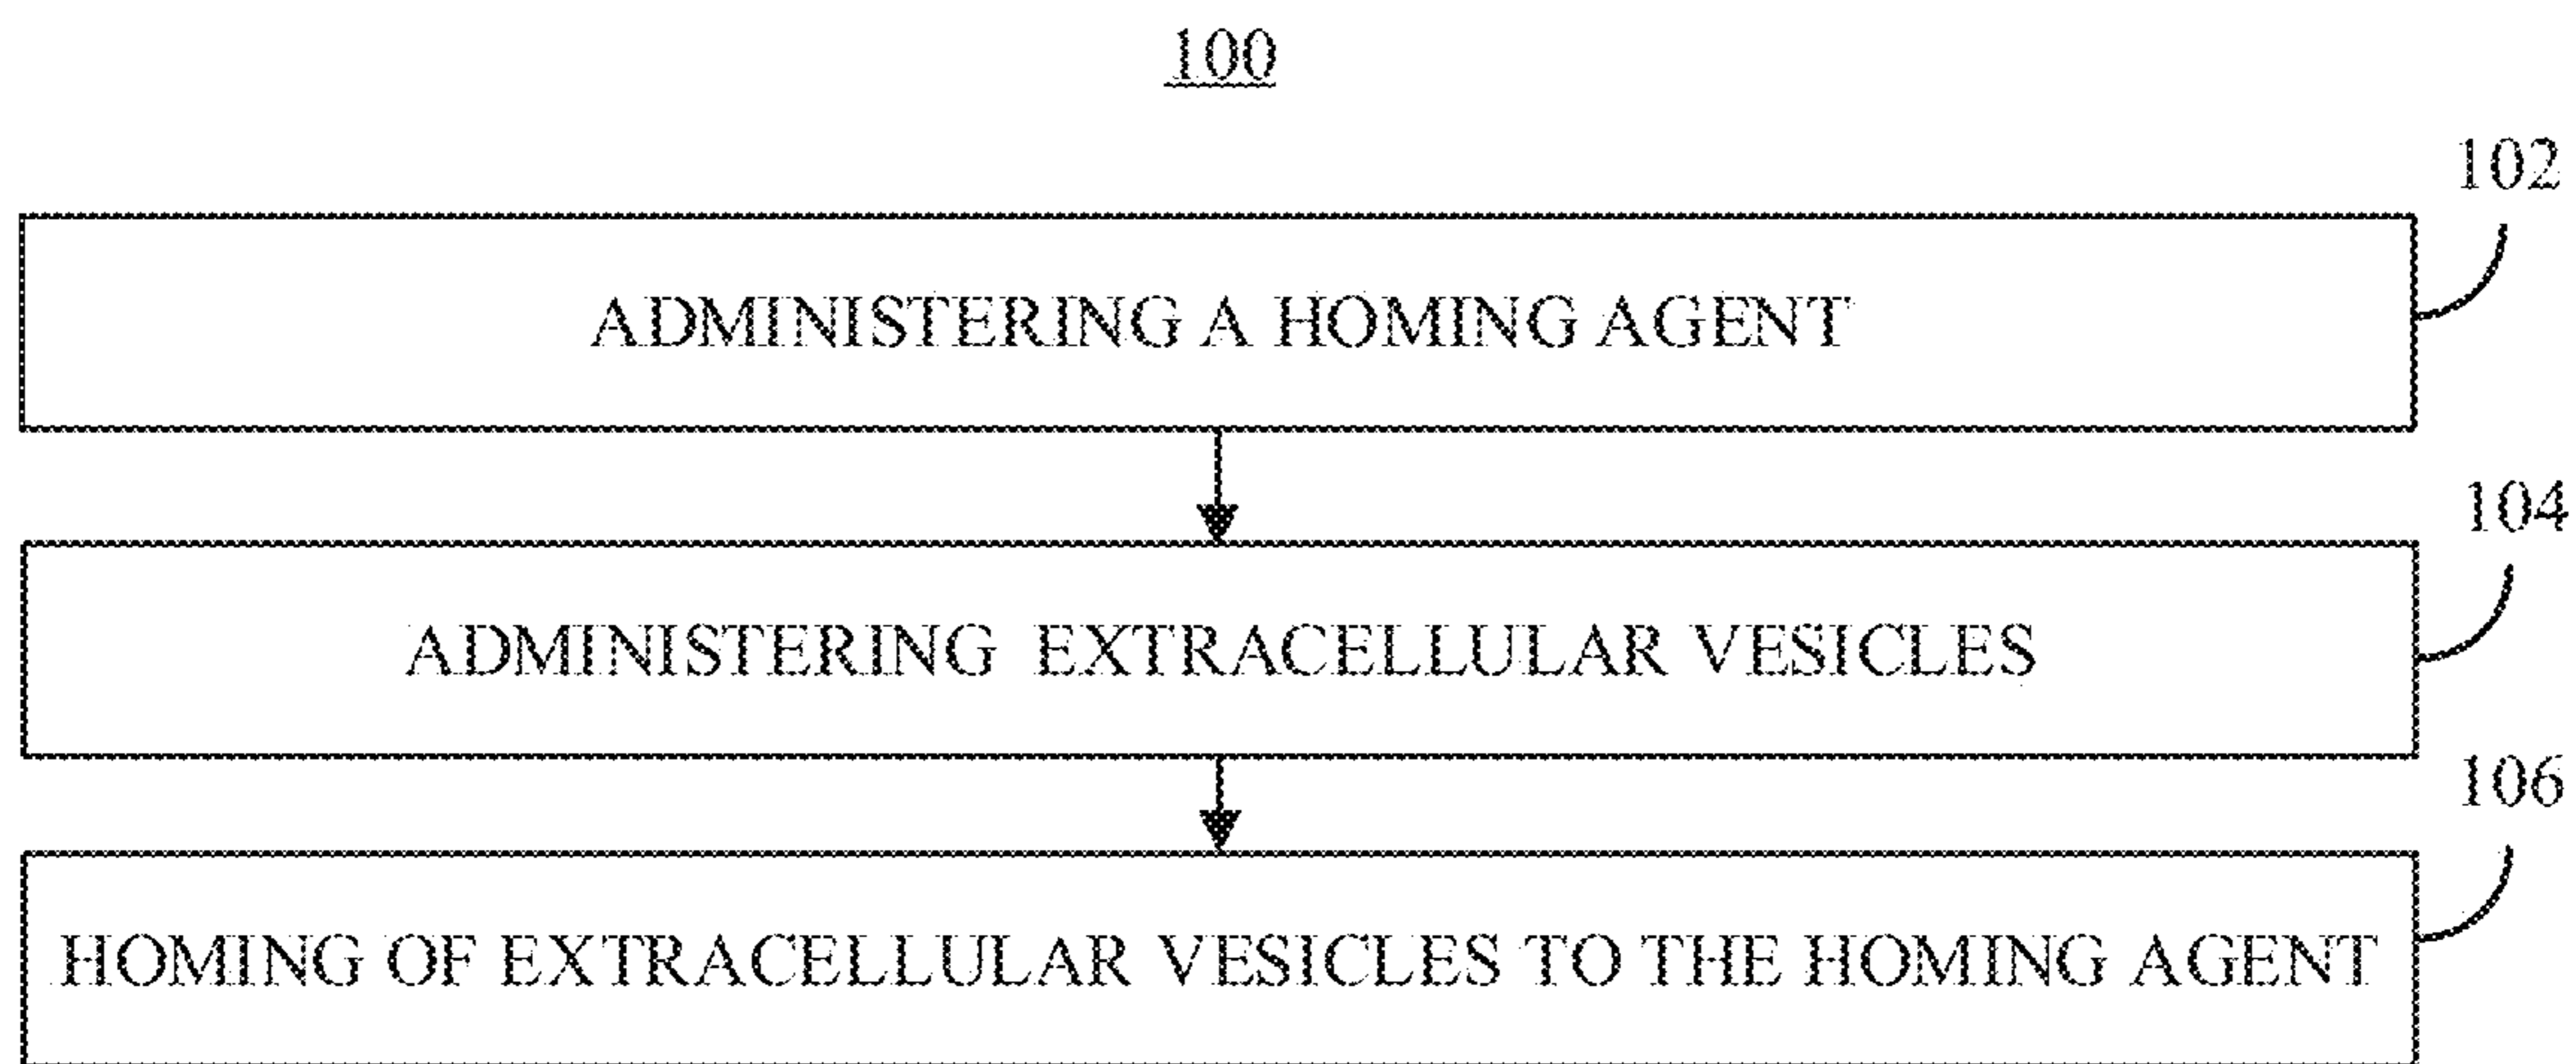 100
102
ADMINISTERING A HOMING AGENT
104
ADMINISTERING EXTRACELLULAR VESICLES
106
HOMING OF EXTRACELLULAR VESICLES TO THE HOMING AGENT